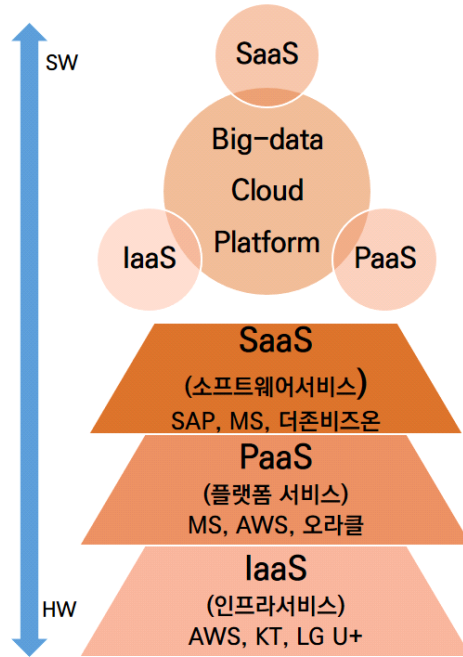 SW
SaaS
Big-data
Cloud
Platform
IaaS
PaaS
SaaS
(소프트웨어서비스)
SAP, MS, 더존비즈온
PaaS
(플랫폼 서비스)
MS, AWS, 오라클
IaaS
(인프라서비스)
AWS, KT, LG U+
HW